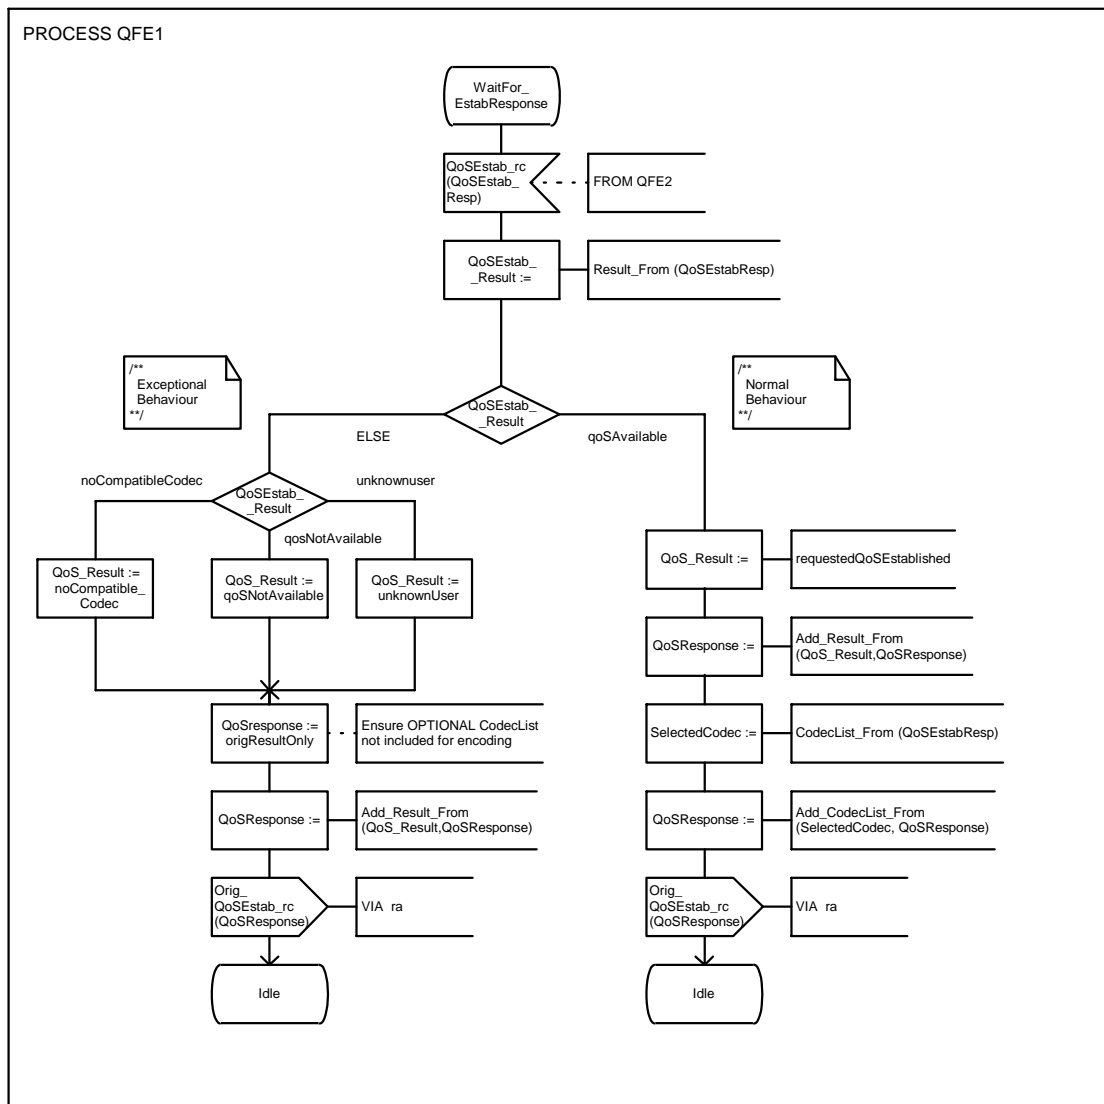 PROCESS QFE1
WaitFor_
EstabResponse
QoSEstab_rc
(QoSEstab_
Resp)
FROM QFE2
QoSEstab_
_Result :=
Result_From (QoSEstabResp)
/**
Exceptional
Behaviour
**/
/**
Normal
Behaviour
**/
QoSEstab_
_Result
ELSE
qoSAvailable
noCompatibleCodec
QoSEstab_
_Result
unknownuser
qosNotAvailable
QoS_Result :=
noCompatible_
Codec
QoS_Result :=
qoSNotAvailable
QoS_Result :=
unknownUser
QoSresponse :=
origResultOnly
Ensure OPTIONAL CodecList
not included for encoding
QoSResponse :=
Add_Result_From
(QoS_Result,QoSResponse)
Orig_
QoSEstab_rc
(QoSResponse)
VIA ra
Idle
QoS_Result :=
requestedQoSEstablished
QoSResponse :=
Add_Result_From
(QoS_Result,QoSResponse)
SelectedCodec :=
CodecList_From (QoSEstabResp)
QoSResponse :=
Add_CodecList_From
(SelectedCodec, QoSResponse)
Orig_
QoSEstab_rc
(QoSResponse)
VIA ra
Idle